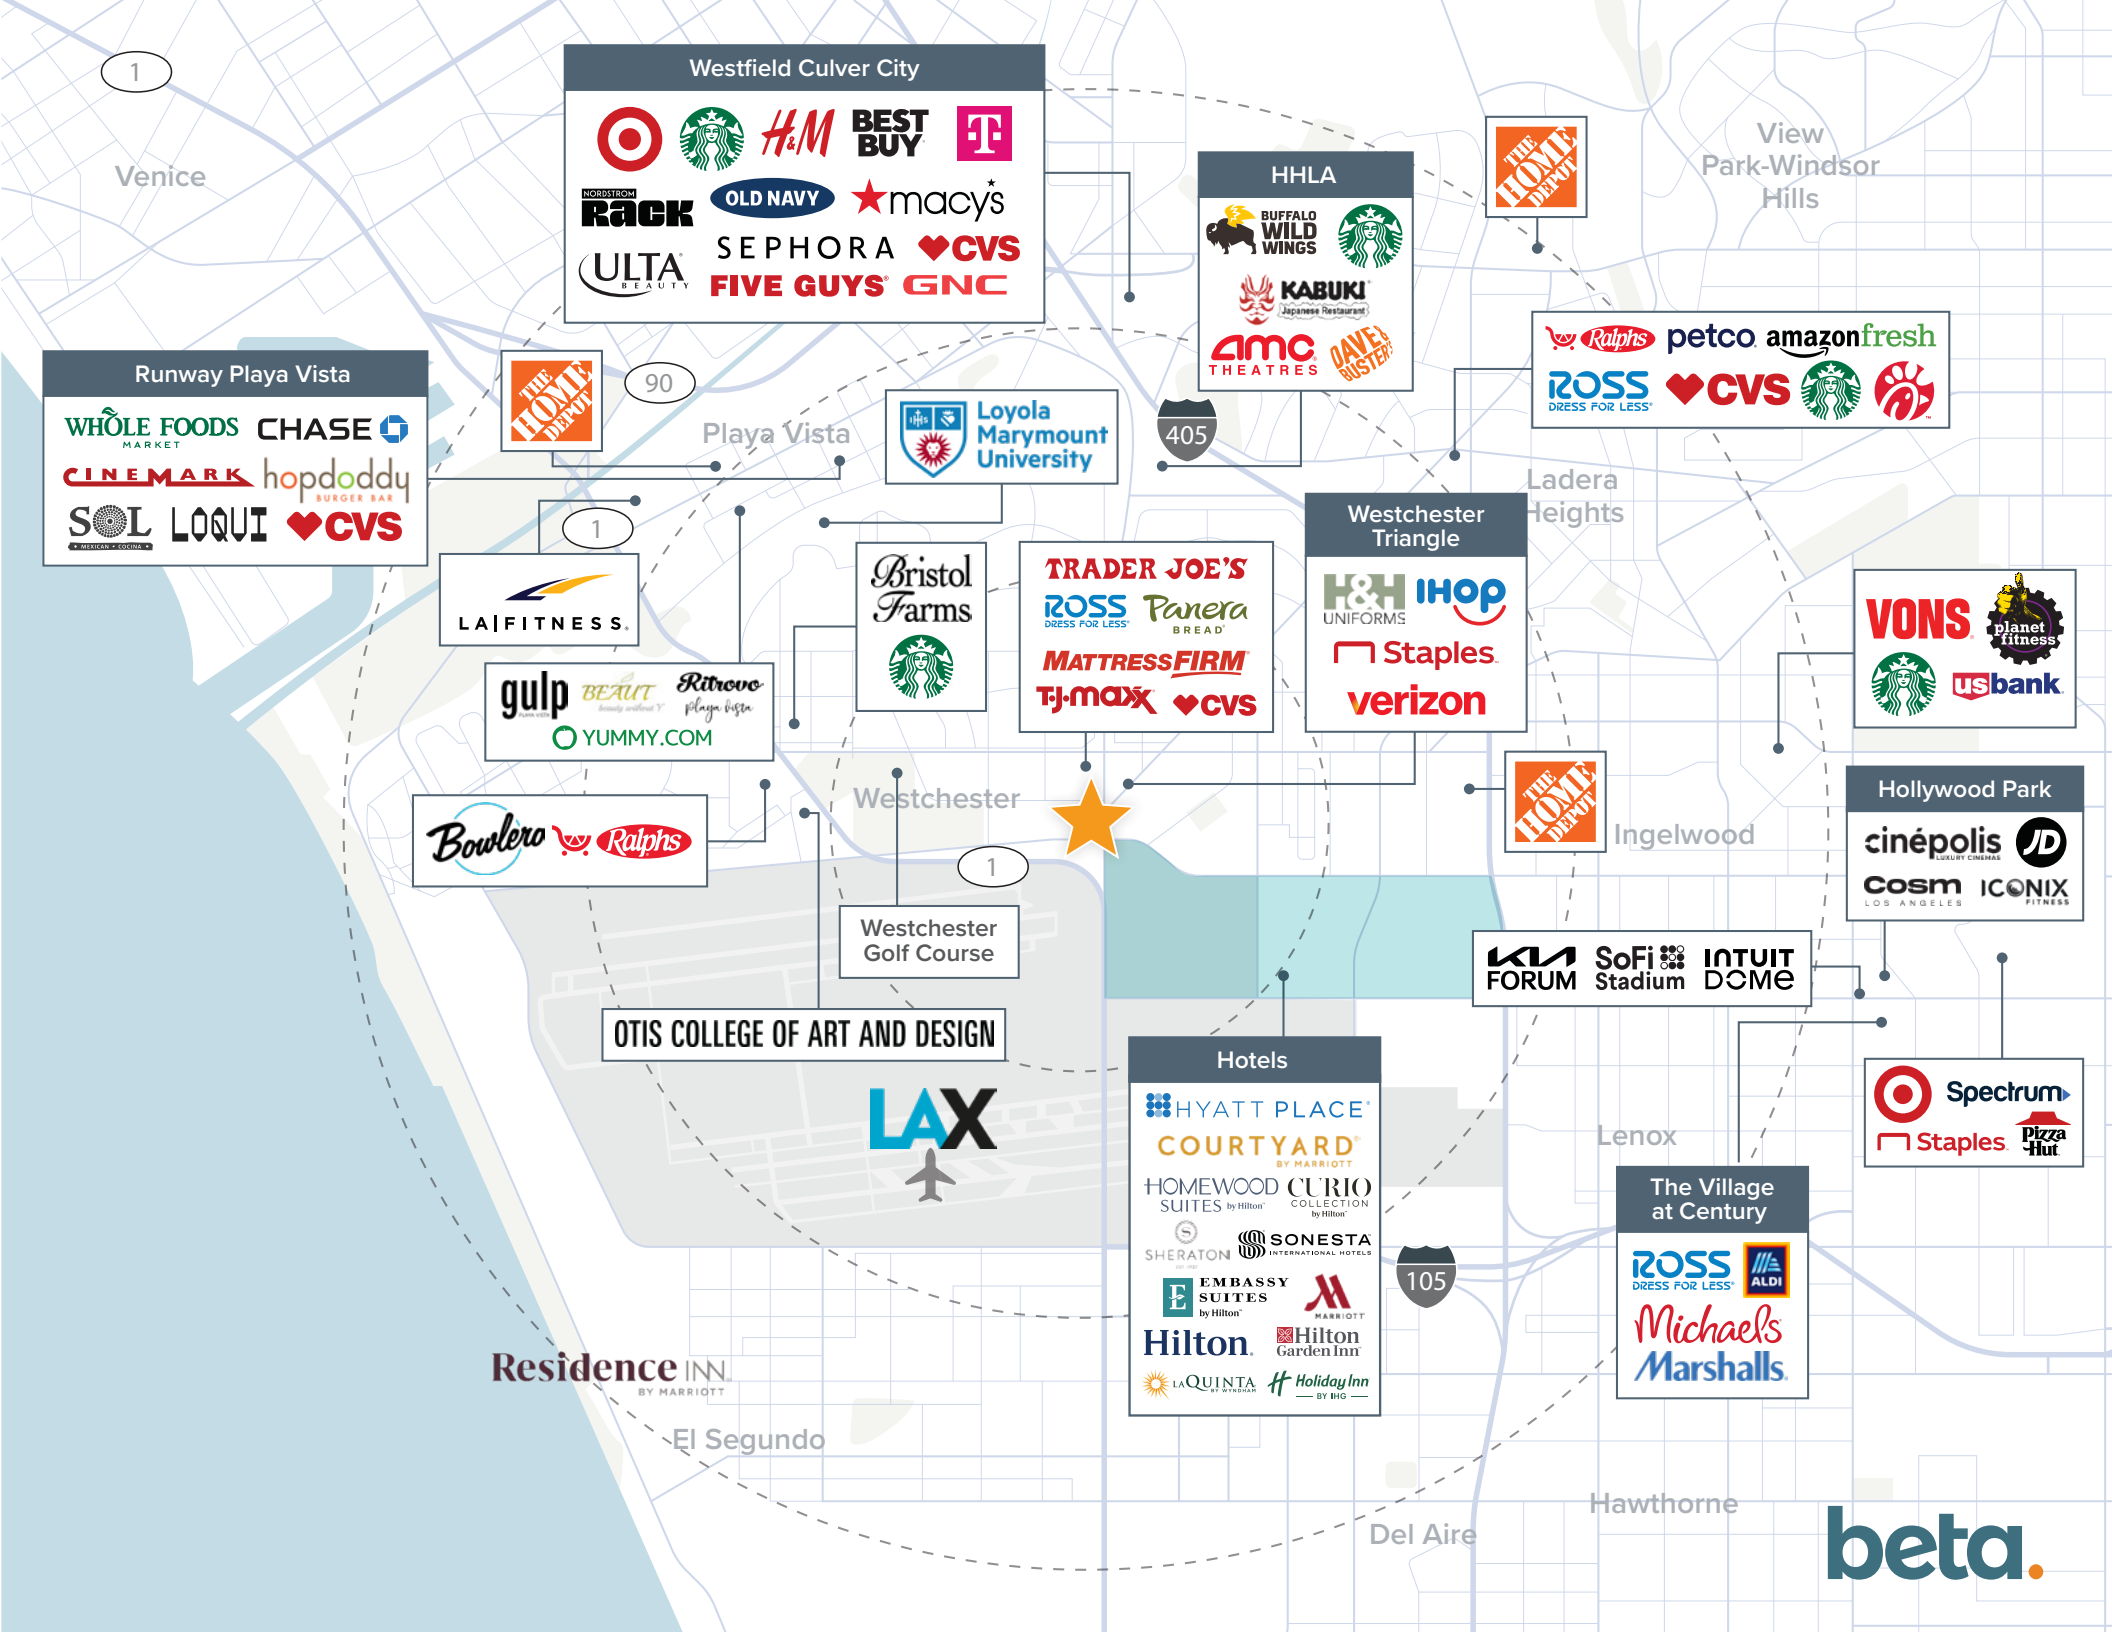 1
Venice
Westfield Culver City
H&M
BEST
BUY
T
NORDSTROM
RACK
OLD NAVY
macy's
ULTA
BEAUTY
SEPHORA
CVS
FIVE GUYS
GNC
HHLA
BUFFALO
WILD
WINGS
KABUKI
Japanese Restaurant
amc
THEATRES
DAVE &
BUSTER'S
THE
HOME
DEPOT
View
Park-Windsor
Hills
Ralphs
petco
amazonfresh
ROSS
DRESS FOR LESS
CVS
Runway Playa Vista
WHOLE FOODS
MARKET
CHASE
CINEMARK
hopdoddy
BURGER BAR
SOL
MEXICAN • COCINA
LOQUI
CVS
THE
HOME
DEPOT
90
Playa Vista
Loyola
Marymount
University
405
1
LA|FITNESS.
Ladera
Heights
Westchester
Triangle
H&H
UNIFORMS
IHOP
Staples
verizon
Bristol
Farms
TRADER JOE'S
ROSS
DRESS FOR LESS
Panera
BREAD
MATTRESSFIRM
T.J.maxx
CVS
gulp
PLAYA VISTA
BEAUT
beauty without Y
Ritrovo
playa vista
YUMMY.COM
VONS
planet
fitness
usbank
Bowlero
Ralphs
Westchester
1
THE
HOME
DEPOT
Ingelwood
Hollywood Park
cinépolis
LUXURY CINEMAS
JD
Cosm
LOS ANGELES
ICONIX
FITNESS
Westchester
Golf Course
KIA
FORUM
SoFi
Stadium
INTUIT
DOME
OTIS COLLEGE OF ART AND DESIGN
LAX
Hotels
HYATT PLACE
COURTYARD
BY MARRIOTT
HOMEWOOD
SUITES by Hilton
CURIO
COLLECTION
by Hilton
S
SHERATON
SONESTA
INTERNATIONAL HOTELS
E
EMBASSY
SUITES
by Hilton
MARRIOTT
Hilton
Hilton
Garden Inn
LAQUINTA
BY WYNDHAM
H
Holiday Inn
BY IHG
105
Lenox
Spectrum
Staples
Pizza
Hut
The Village
at Century
ROSS
DRESS FOR LESS
ALDI
Michaels
Marshalls
Residence INN
BY MARRIOTT
El Segundo
Hawthorne
Del Aire
beta.